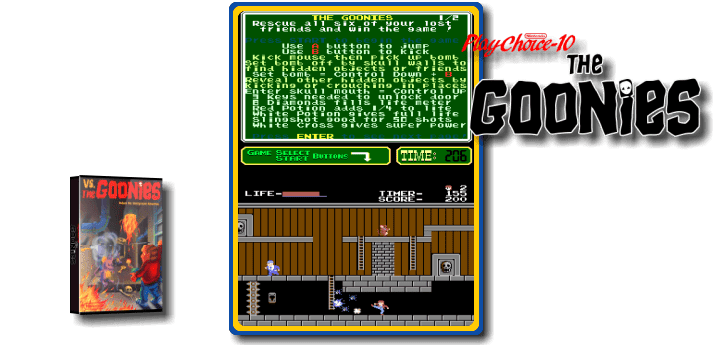 THE GOONIES 1/2
Rescue all six of your lost
friends and win the game !
Use A button to jump
Use B button to kick
Kick mouse then pick up bomb
Set bomb off by skull walls to
find hidden objects or friends
Set bomb = Control Down + B
Reveal other hidden objects by
kicking or crouching in places
Enter skull mouth = Control Up
Keys needed to unlock door
8 Diamonds fills life meter
Red Potion adds 1/4 to life
White Potion gives full life
Slingshot good for 50 shots
White Cross gives super power
ENTER
GAME SELECT
START BUTTONS
TIME: 206
LIFE-
2
TIMER- 155
SCORE- 200
PlayChoice-10
THE
GOONIES
VS.
THE GOONIES